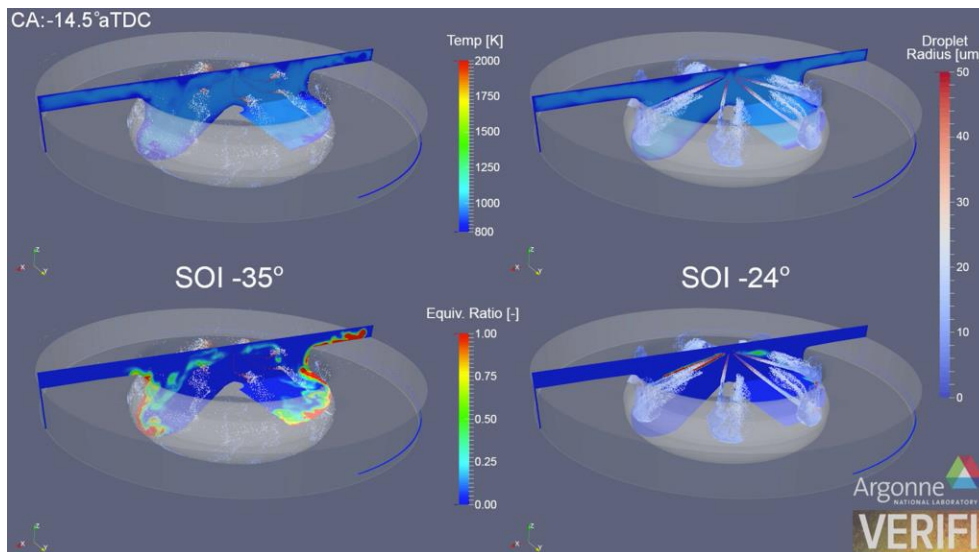 CA:-14.5°aTDC
Temp [K]
2000
1750
1500
1250
1000
800
Droplet
Radius [um]
50
40
30
20
10
0
SOI -35°
SOI -24°
Equiv. Ratio [-]
1.00
0.75
0.50
0.25
0.00
Argonne
NATIONAL LABORATORY
VERIFI